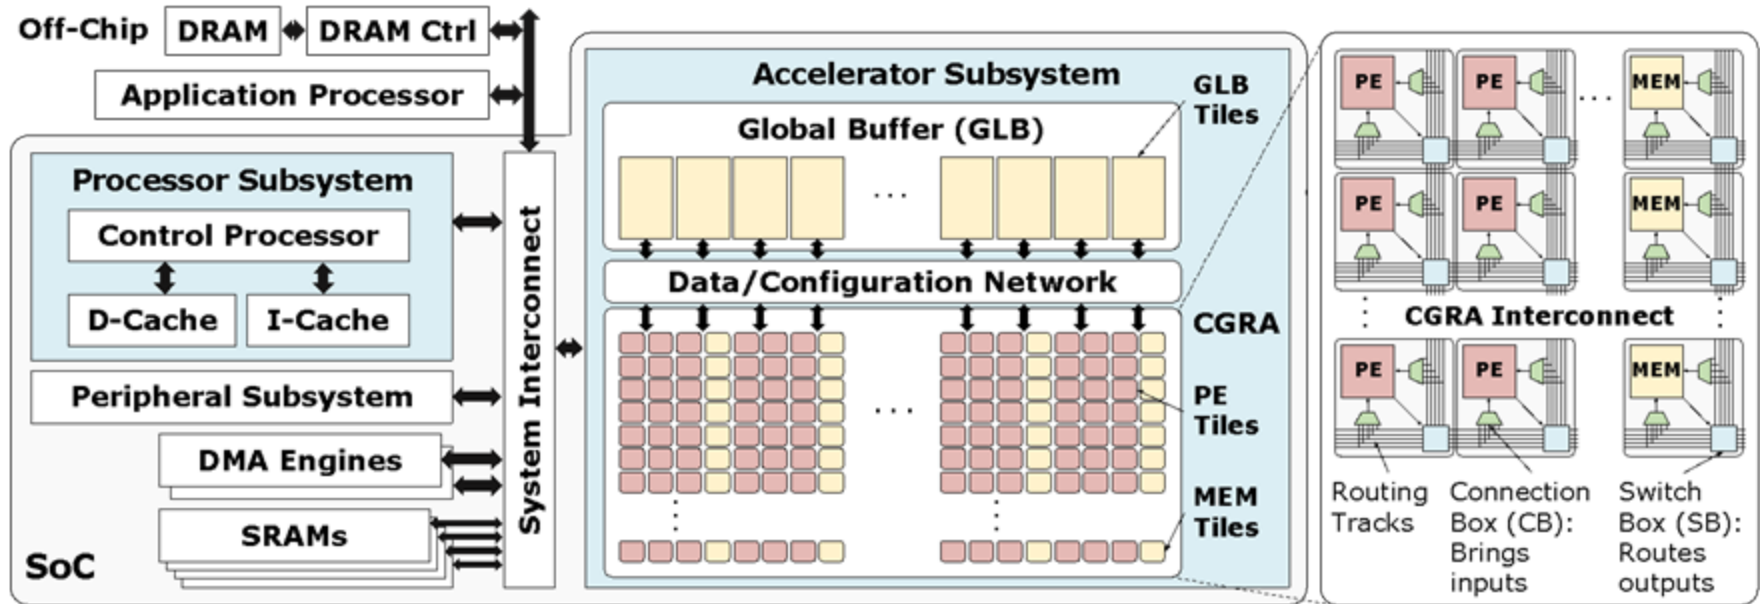 Off-Chip
DRAM
DRAM Ctrl
Application Processor
Processor Subsystem
Control Processor
D-Cache
I-Cache
Peripheral Subsystem
DMA Engines
SRAMs
SoC
System Interconnect
Accelerator Subsystem
Global Buffer (GLB)
...
Data/Configuration Network
...
GLB
Tiles
CGRA
PE
Tiles
MEM
Tiles
PE
PE
...
MEM
PE
PE
MEM
CGRA Interconnect
PE
PE
MEM
Routing
Tracks
Connection
Box (CB):
Brings
inputs
Switch
Box (SB):
Routes
outputs